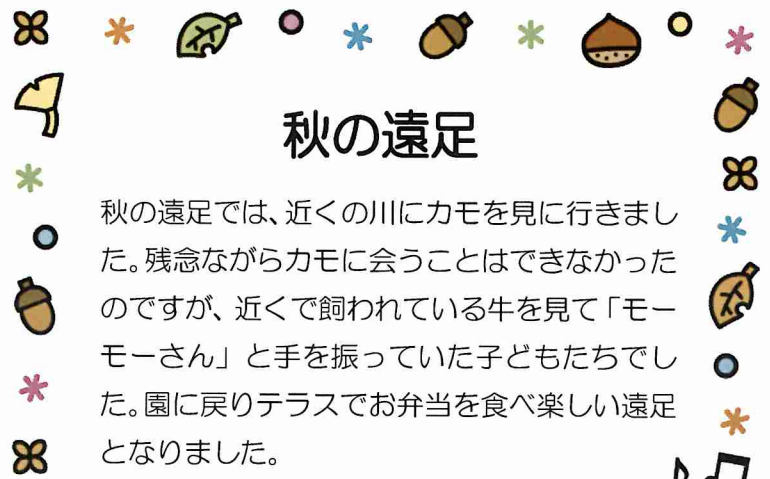 秋の遠足
秋の遠足では、近くの川にカモを見に行きまし
た。残念ながらカモに会うことはできなかった
のですが、近くで飼われている牛を見て「モー
モーさん」と手を振っていた子どもたちでし
た。園に戻りテラスでお弁当を食べ楽しい遠足
となりました。